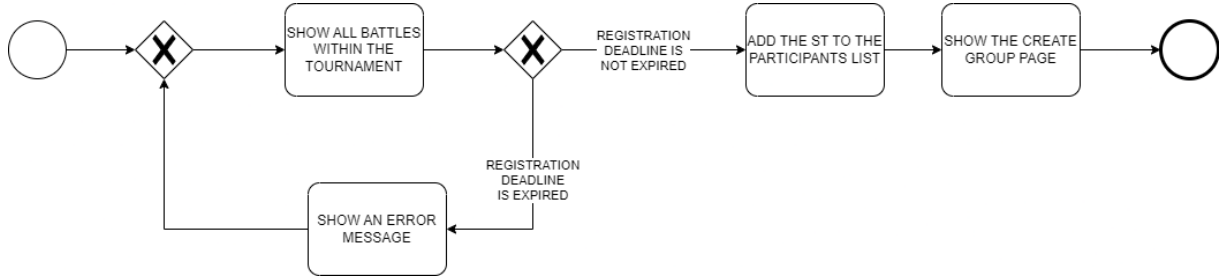 SHOW ALL BATTLES
WITHIN THE
TOURNAMENT
REGISTRATION
DEADLINE IS
NOT EXPIRED
ADD THE ST TO THE
PARTICIPANTS LIST
SHOW THE CREATE
GROUP PAGE
REGISTRATION
DEADLINE
IS EXPIRED
SHOW AN ERROR
MESSAGE